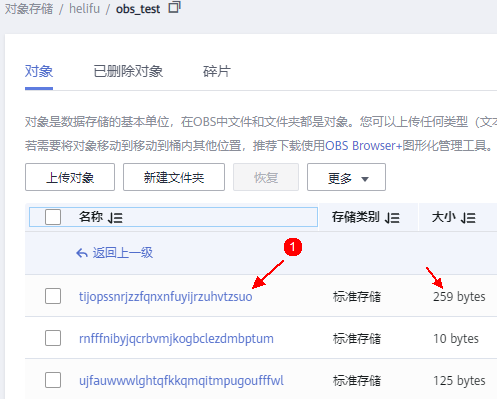 对象存储 / helifu / obs_test
对象 已删除对象 碎片
对象是数据存储的基本单位，在OBS中文件和文件夹都是对象。您可以上传任何类型（文本
若需要将对象移动到移动到桶内其他位置，推荐下载使用OBS Browser+图形化管理工具。
上传对象 新建文件夹 恢复 更多
名称 存储类别 大小
返回上一级
1
tijopssnrjzzfqnxnfuyijrzuhvtzsuo 标准存储 259 bytes
rnfffnibyjqcrbvmjkogbclezdmbptum 标准存储 10 bytes
ujfauwwwlghtqfkkqmqitmpugoufffwl 标准存储 125 bytes